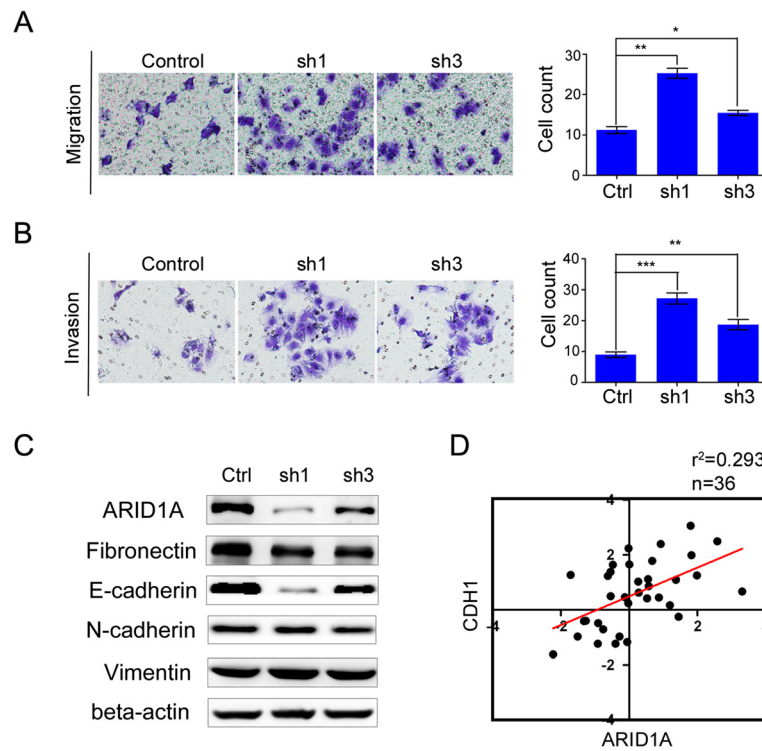 A
Control sh1 sh3
Migration
Cell count
30
20
10
0
** *
Ctrl sh1 sh3
B
Control sh1 sh3
Invasion
Cell count
40
30
20
10
0
*** **
Ctrl sh1 sh3
C
Ctrl sh1 sh3
ARID1A
Fibronectin
E-cadherin
N-cadherin
Vimentin
beta-actin
D
r²=0.293
n=36
CDH1
4
2
-4 -2 0 2
-2
4
ARID1A